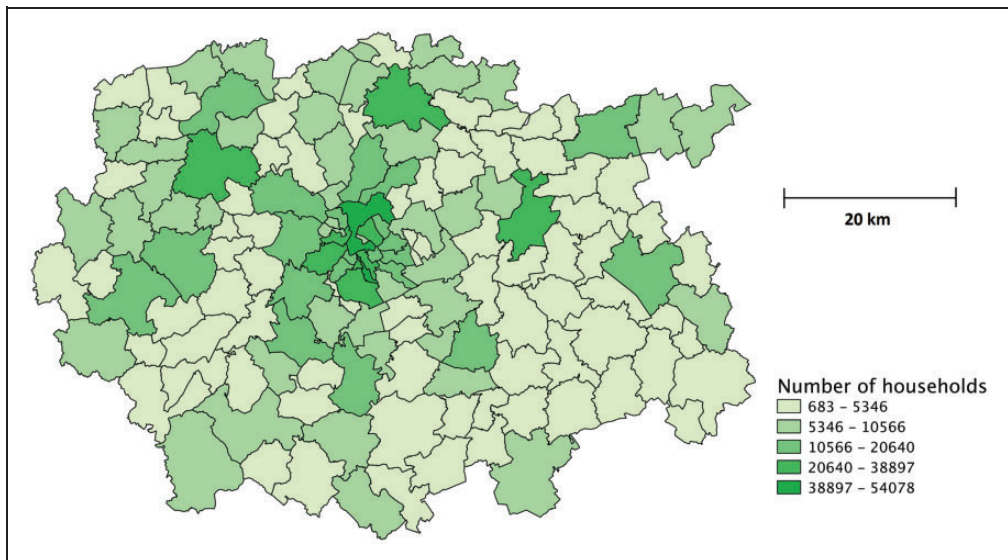 20 km
Number of households
683 – 5346
5346 – 10566
10566 – 20640
20640 – 38897
38897 – 54078